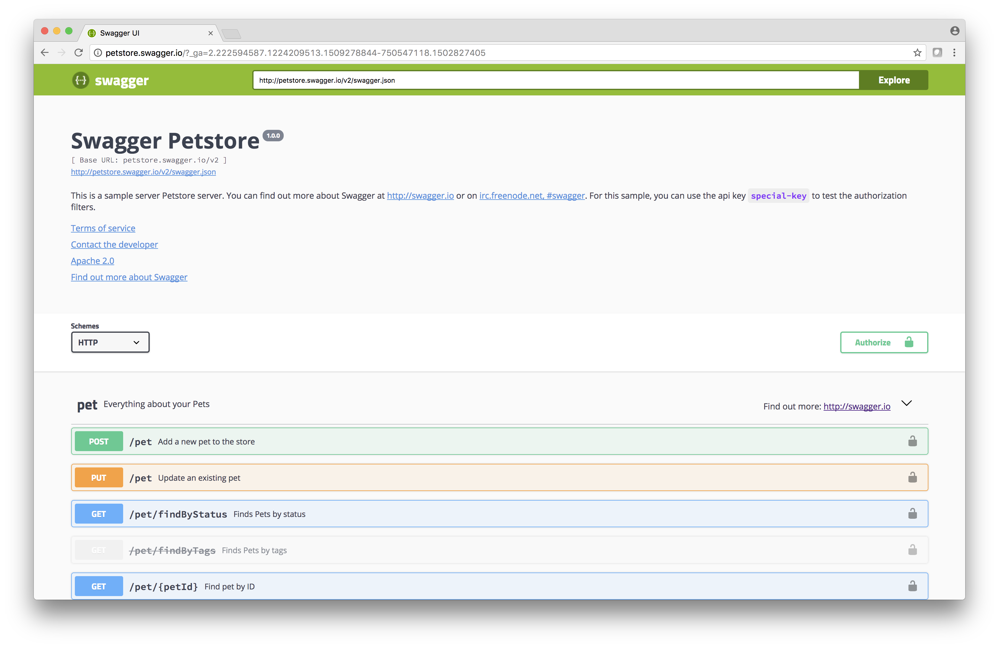 Swagger UI
petstore.swagger.io/?_ga=2.222594587.1224209513.1509278844-750547118.1502827405
{···} swagger
http://petstore.swagger.io/v2/swagger.json
Explore
Swagger Petstore 1.0.0
[ Base URL: petstore.swagger.io/v2 ]
http://petstore.swagger.io/v2/swagger.json
This is a sample server Petstore server. You can find out more about Swagger at http://swagger.io or on irc.freenode.net, #swagger. For this sample, you can use the api key special-key to test the authorization
filters.
Terms of service
Contact the developer
Apache 2.0
Find out more about Swagger
Schemes
HTTP
Authorize
pet Everything about your Pets
Find out more: http://swagger.io
POST /pet Add a new pet to the store
PUT /pet Update an existing pet
GET /pet/findByStatus Finds Pets by status
GET /pet/findByTags Finds Pets by tags
GET /pet/{petId} Find pet by ID